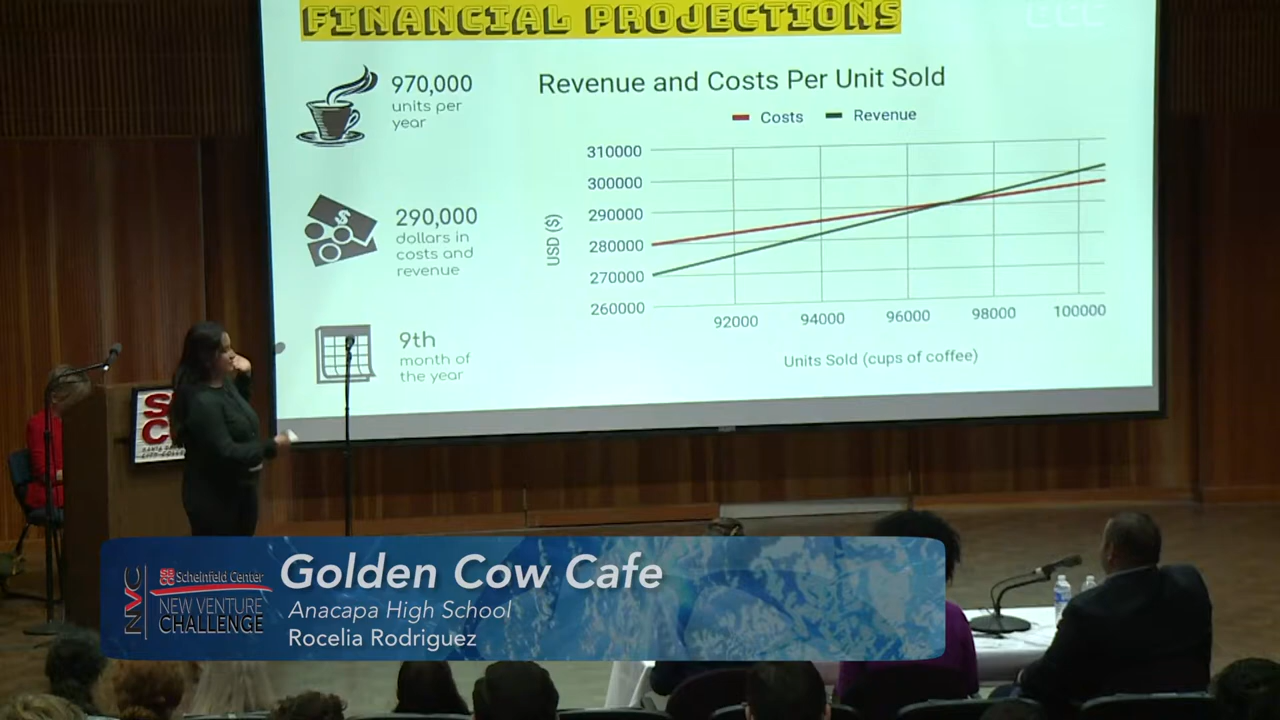 FINANCIAL PROJECTIONS
970,000
units per
year
290,000
dollars in
costs and
revenue
9th
month of
the year
Revenue and Costs Per Unit Sold
Costs
Revenue
310000
300000
290000
280000
270000
260000
USD ($)
92000
94000
96000
98000
100000
Units Sold (cups of coffee)
NVC
SBCC
Scheinfeld Center
NEW VENTURE
CHALLENGE
Golden Cow Cafe
Anacapa High School
Rocelia Rodriguez